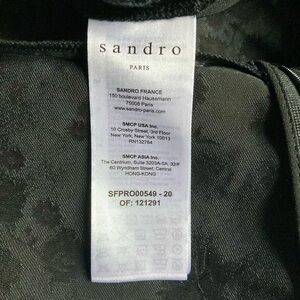 sandro
PARIS
SANDRO FRANCE
150 boulevard Haussmann
75008 Paris
www.sandro-paris.com
SMCP USA Inc.
10 Crosby Street, 3rd Floor
New York, New York 10013
RN132784
SMCP ASIA Inc.
The Centrium, Suite 3203A-5A, 32#
60 Wyndham Street, Central
HONG-KONG
SFPRO00549 - 20
OF: 121291